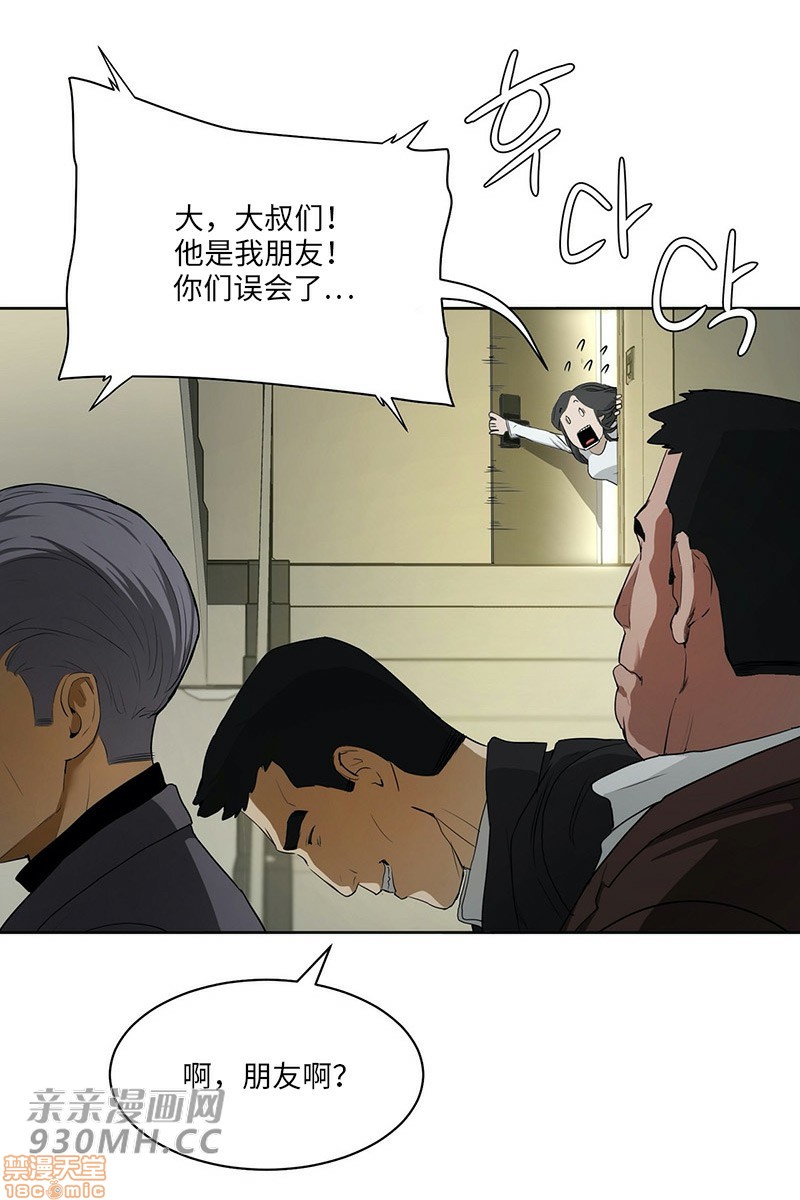 후다닥
大，大叔们！
他是我朋友！
你们误会了...
啊，朋友啊？
亲亲漫画网
930MH.CC
禁漫天堂
18comic